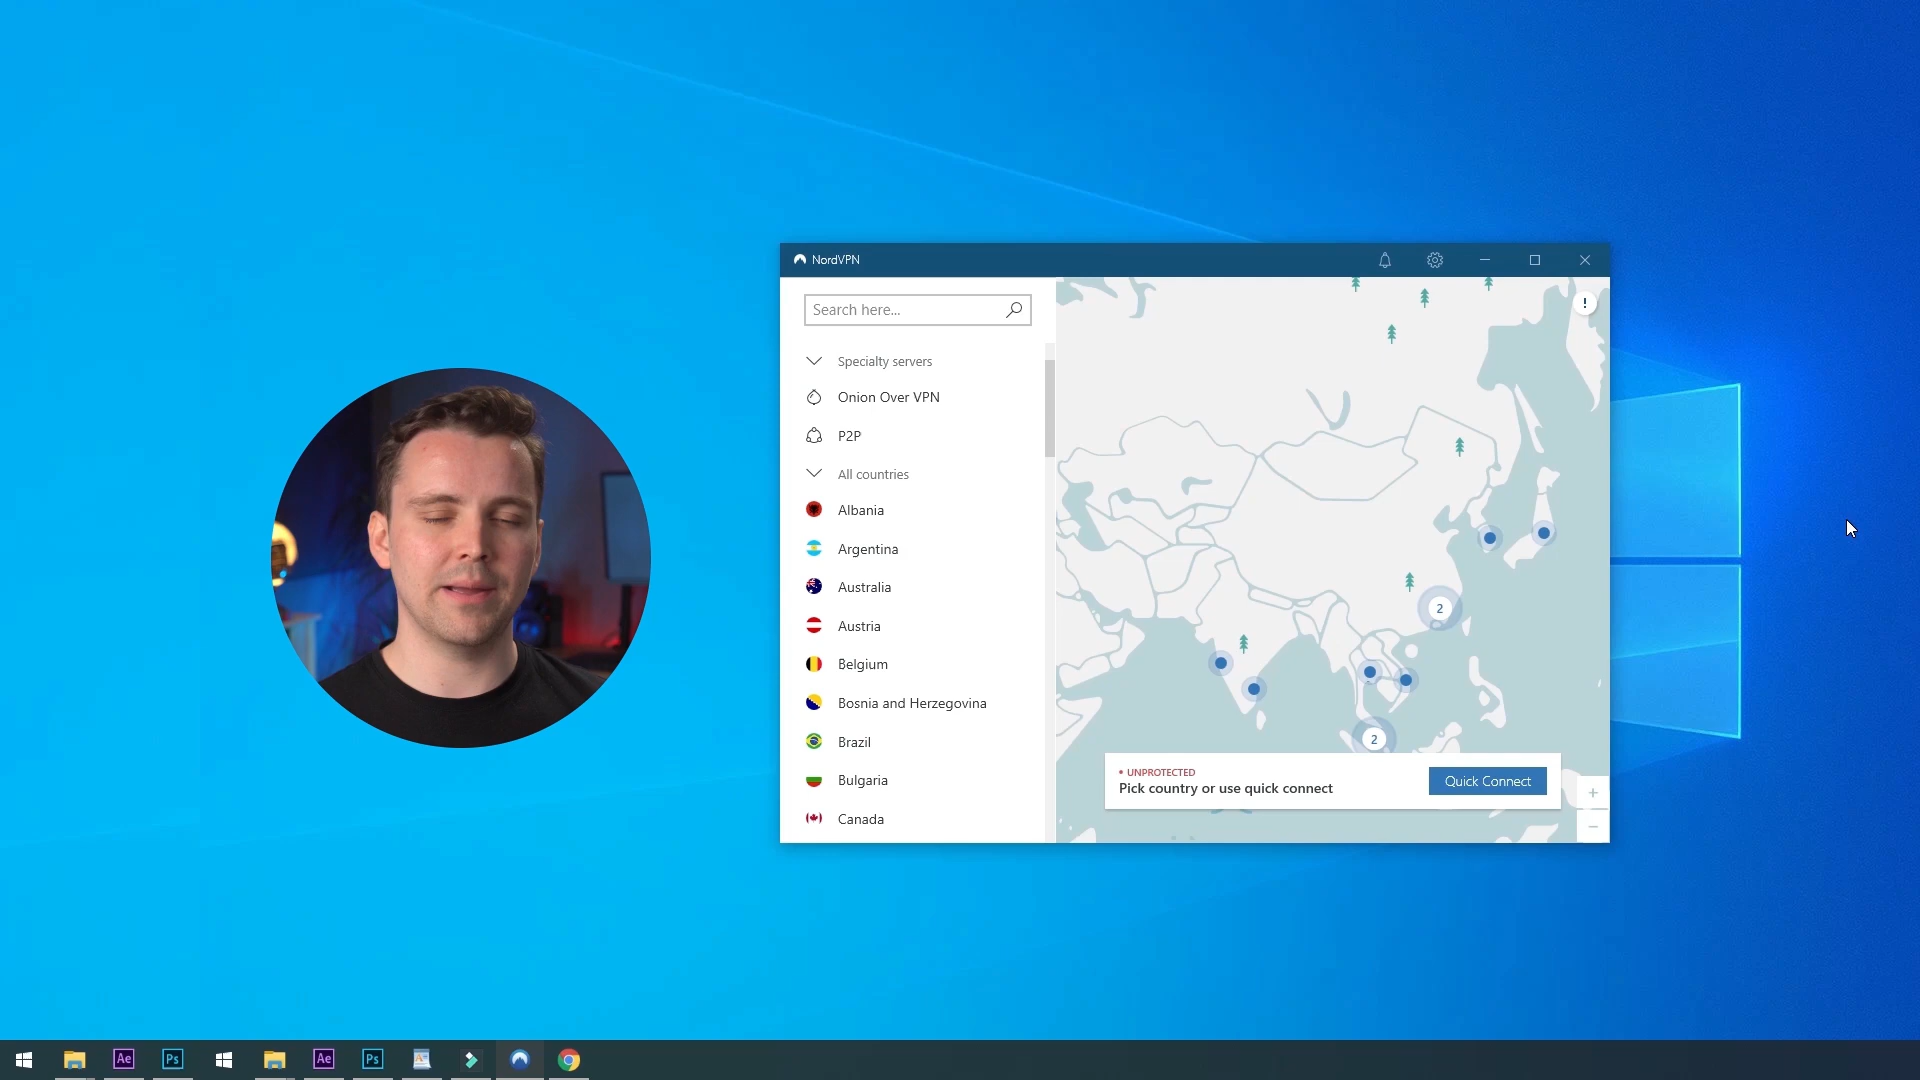 NordVPN
Search here...
!
Specialty servers
Onion Over VPN
P2P
All countries
Albania
Argentina
Australia
Austria
Belgium
Bosnia and Herzegovina
Brazil
Bulgaria
Canada
2
2
• UNPROTECTED
Pick country or use quick connect
Quick Connect
+
−
Ae
Ps
Ae
Ps